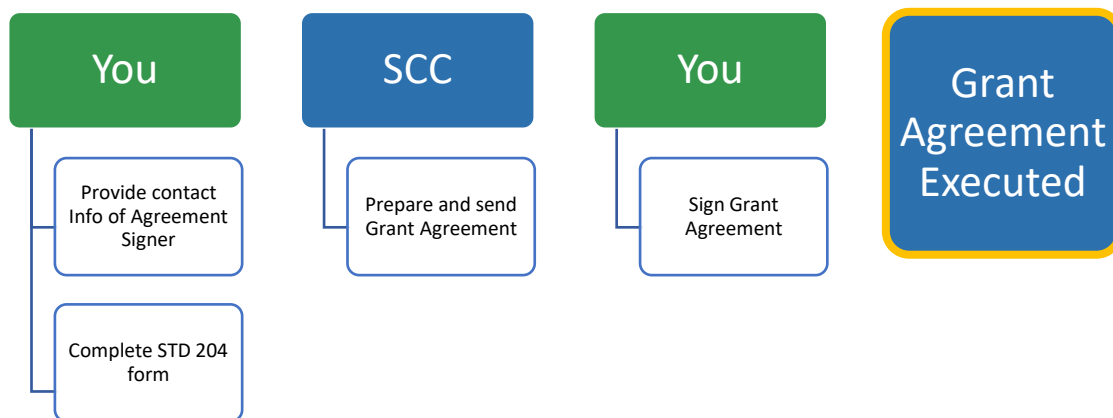 You
Provide contact
Info of Agreement
Signer
Complete STD 204
form
SCC
Prepare and send
Grant Agreement
You
Sign Grant
Agreement
Grant
Agreement
Executed